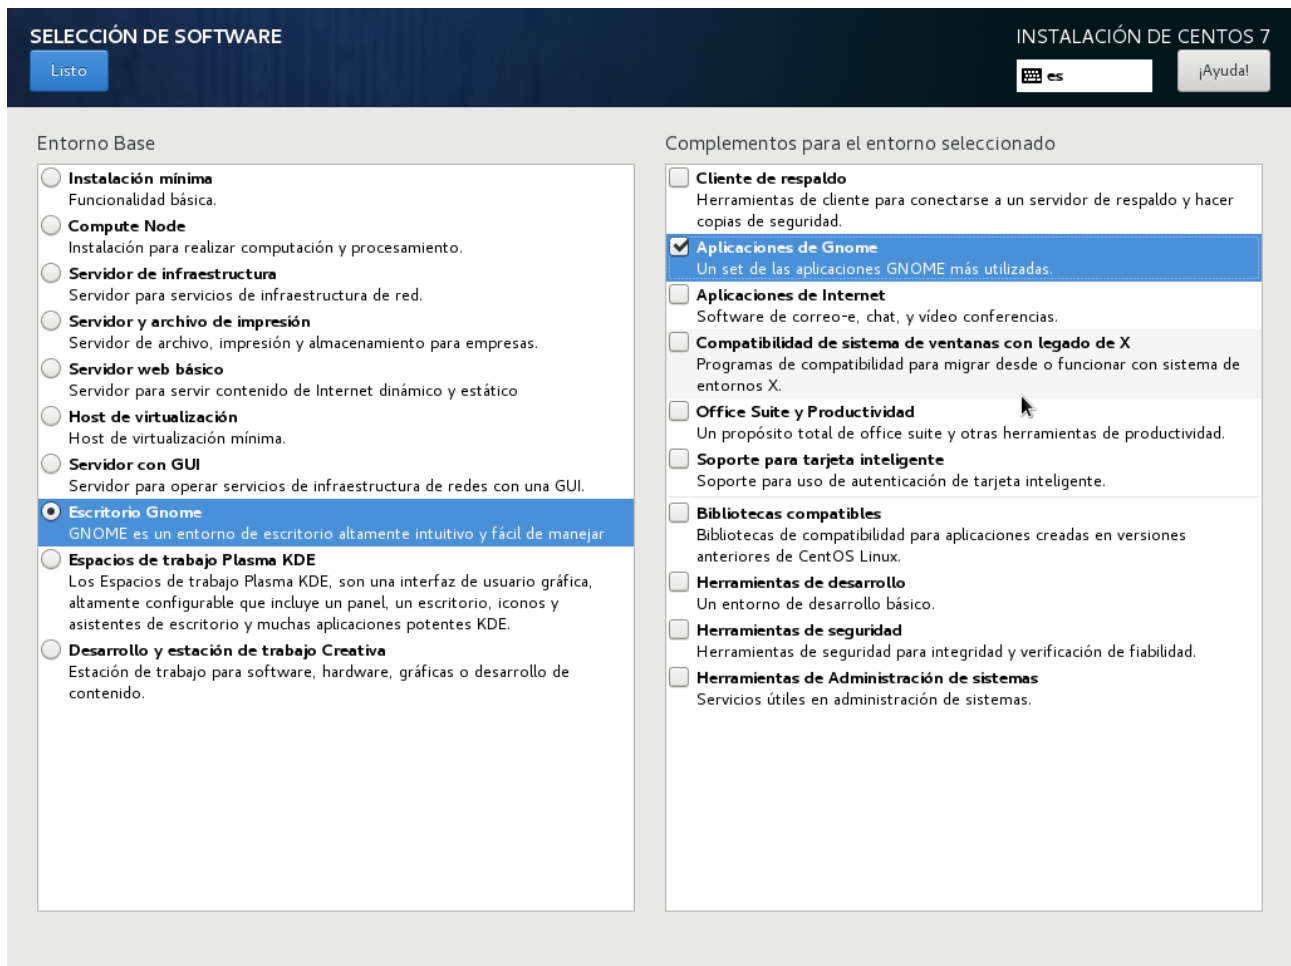 SELECCIÓN DE SOFTWARE
Listo
INSTALACIÓN DE CENTOS 7
es
¡Ayuda!
Entorno Base
Instalación mínima
Funcionalidad básica.
Compute Node
Instalación para realizar computación y procesamiento.
Servidor de infraestructura
Servidor para servicios de infraestructura de red.
Servidor y archivo de impresión
Servidor de archivo, impresión y almacenamiento para empresas.
Servidor web básico
Servidor para servir contenido de Internet dinámico y estático
Host de virtualización
Host de virtualización mínima.
Servidor con GUI
Servidor para operar servicios de infraestructura de redes con una GUI.
Escritorio Gnome
GNOME es un entorno de escritorio altamente intuitivo y fácil de manejar
Espacios de trabajo Plasma KDE
Los Espacios de trabajo Plasma KDE, son una interfaz de usuario gráfica,
altamente configurable que incluye un panel, un escritorio, iconos y
asistentes de escritorio y muchas aplicaciones potentes KDE.
Desarrollo y estación de trabajo Creativa
Estación de trabajo para software, hardware, gráficas o desarrollo de
contenido.
Complementos para el entorno seleccionado
Cliente de respaldo
Herramientas de cliente para conectarse a un servidor de respaldo y hacer
copias de seguridad.
Aplicaciones de Gnome
Un set de las aplicaciones GNOME más utilizadas.
Aplicaciones de Internet
Software de correo-e, chat, y vídeo conferencias.
Compatibilidad de sistema de ventanas con legado de X
Programas de compatibilidad para migrar desde o funcionar con sistema de
entornos X.
Office Suite y Productividad
Un propósito total de office suite y otras herramientas de productividad.
Soporte para tarjeta inteligente
Soporte para uso de autenticación de tarjeta inteligente.
Bibliotecas compatibles
Bibliotecas de compatibilidad para aplicaciones creadas en versiones
anteriores de CentOS Linux.
Herramientas de desarrollo
Un entorno de desarrollo básico.
Herramientas de seguridad
Herramientas de seguridad para integridad y verificación de fiabilidad.
Herramientas de Administración de sistemas
Servicios útiles en administración de sistemas.